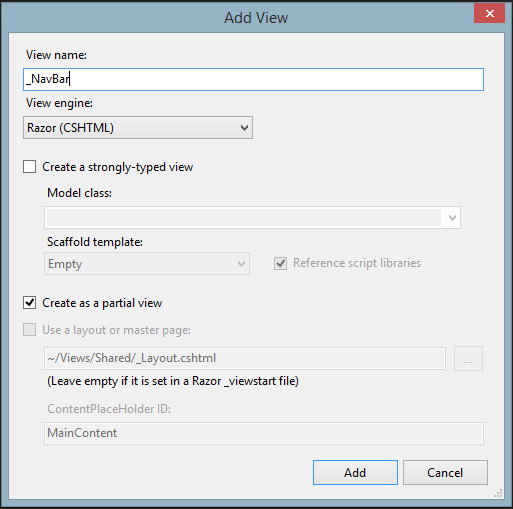 Add View
View name:
_NavBar
View engine:
Razor (CSHTML)
Create a strongly-typed view
Model class:
Scaffold template:
Empty
Reference script libraries
Create as a partial view
Use a layout or master page:
~/Views/Shared/_Layout.cshtml
...
(Leave empty if it is set in a Razor _viewstart file)
ContentPlaceHolder ID:
MainContent
Add
Cancel